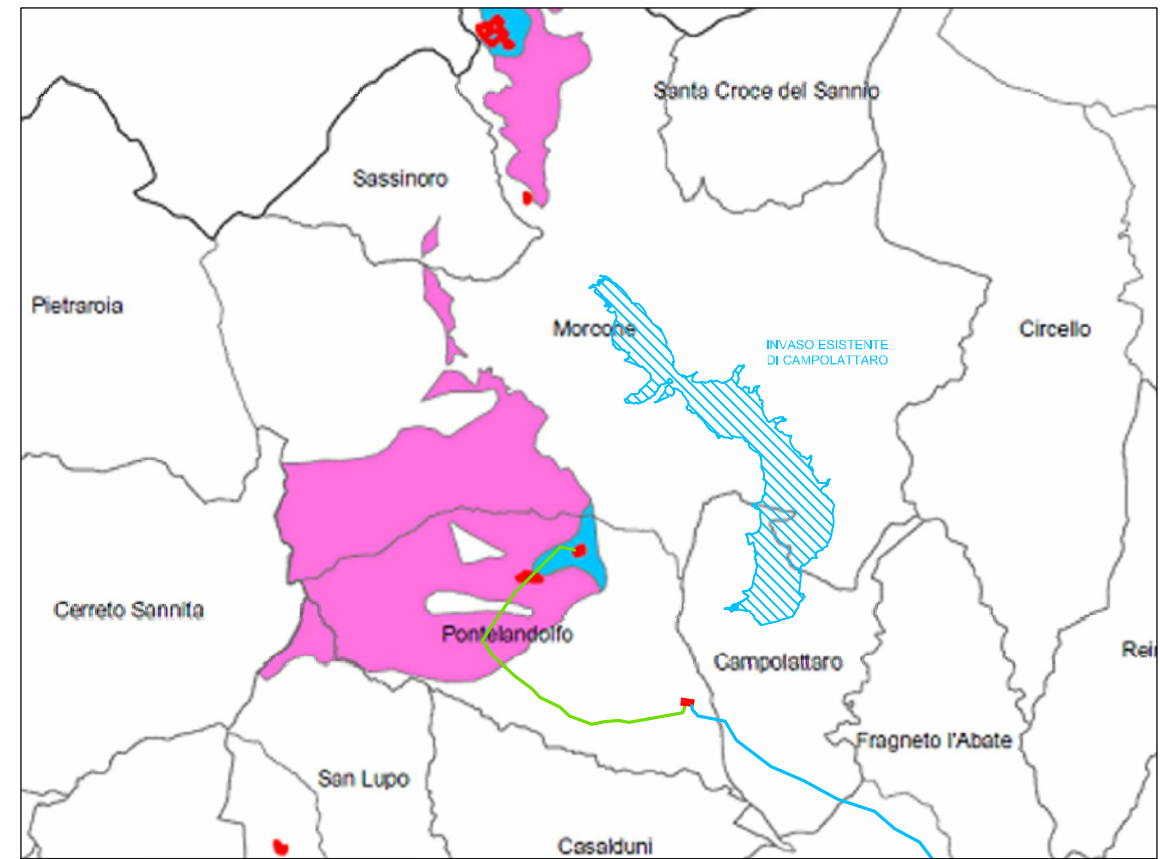 Santa Croce del Sannio
Sassinoro
Pietraroia
Morcone
Circello
INVASO ESISTENTE
DI CAMPOLATTARO
Cerreto Sannita
Pontelandolfo
Rei
Campolattaro
Fragneto l'Abate
San Lupo
Casalduni